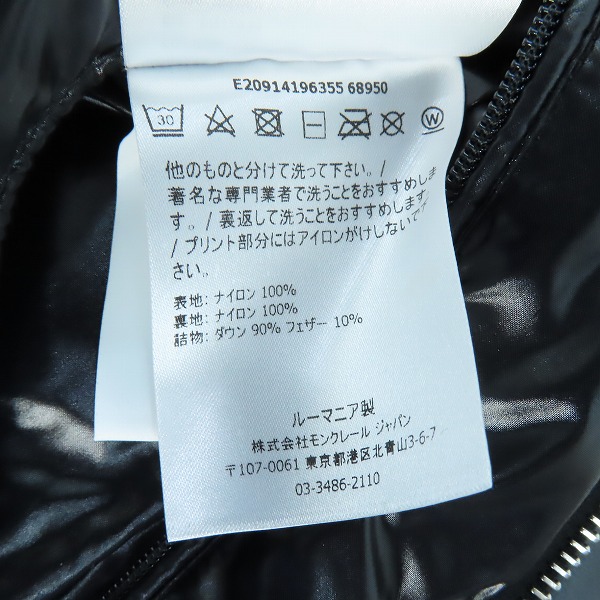 E20914196355 68950
30
W
他のものと分けて洗って下さい。/
著名な専門業者で洗うことをおすすめしま
す。/ 裏返して洗うことをおすすめします。
/ プリント部分にはアイロンがけしないで下
さい。
表地: ナイロン 100%
裏地: ナイロン 100%
詰物: ダウン 90% フェザー 10%
ルーマニア製
株式会社モンクレール ジャパン
〒107-0061 東京都港区北青山3-6-7
03-3486-2110